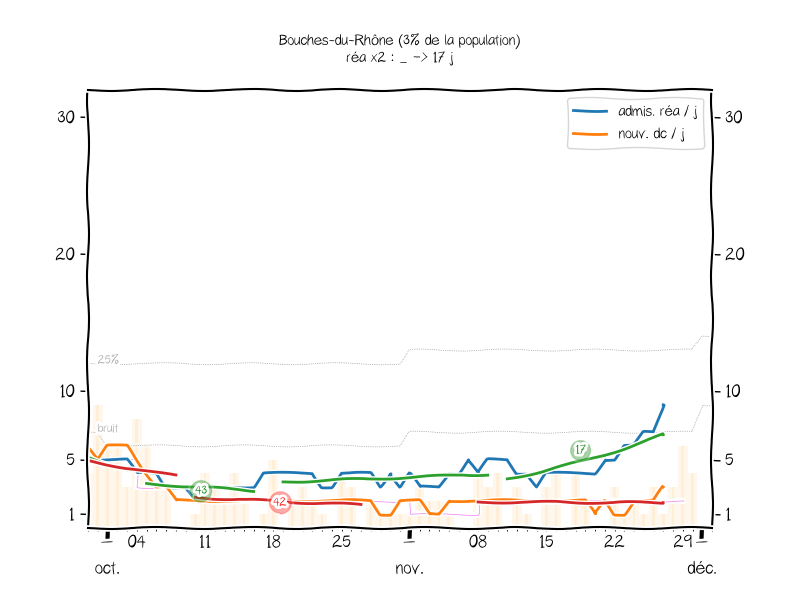 Bouches-du-Rhône (3% de la population)
réa x2 : _ -> 17 j
admis. réa / j
nouv. dc / j
30
30
20
20
25%
10
10
bruit
17
5
5
43
42
1
1
04
11
18
25
08
15
22
29
oct.
nov.
déc.